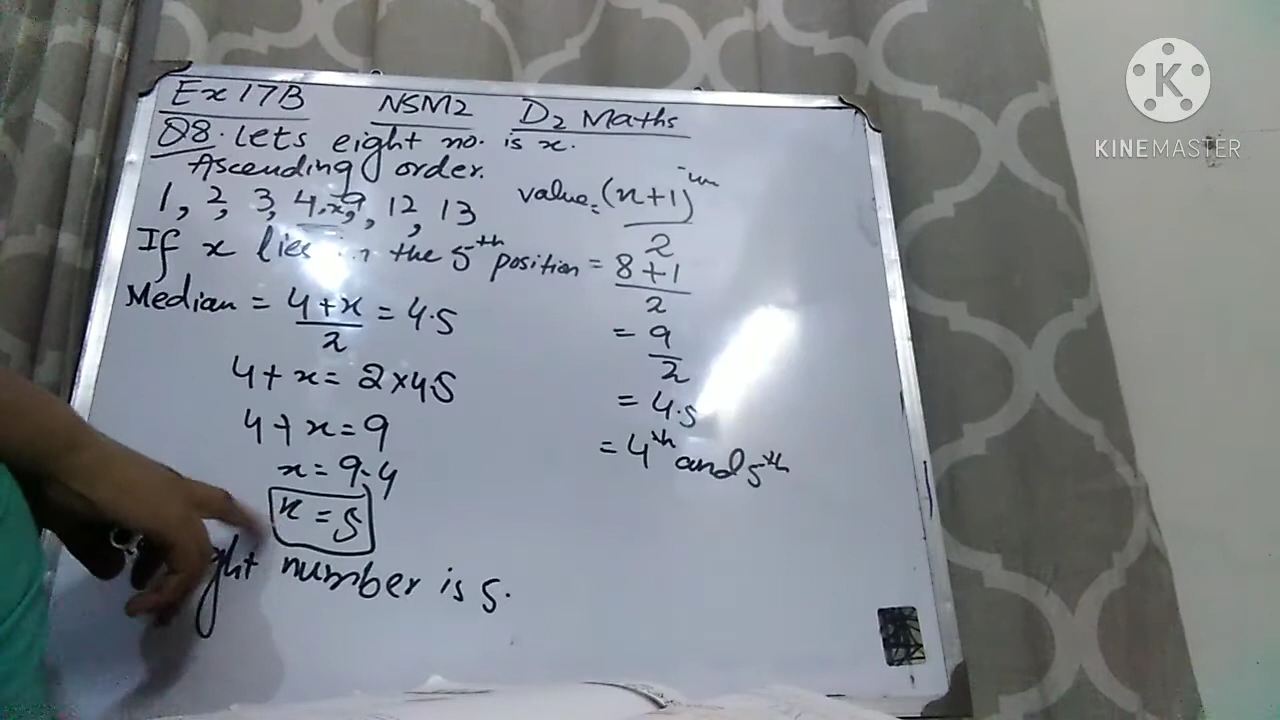 Ex 17B NSM2 D2 Maths
Q8. Lets eight no. is x.
Ascending order.
1, 2, 3, 4, x, 9, 12, 13
If x lies in the 5th position
Median = 4+x/2 = 4.5
4+x = 2×4.5
4+x=9
x=9-4
x=5
number is 5.
value = (n+1)/2
= 8+1/2
= 9/2
= 4.5
= 4th and 5th
K
KINEMASTER